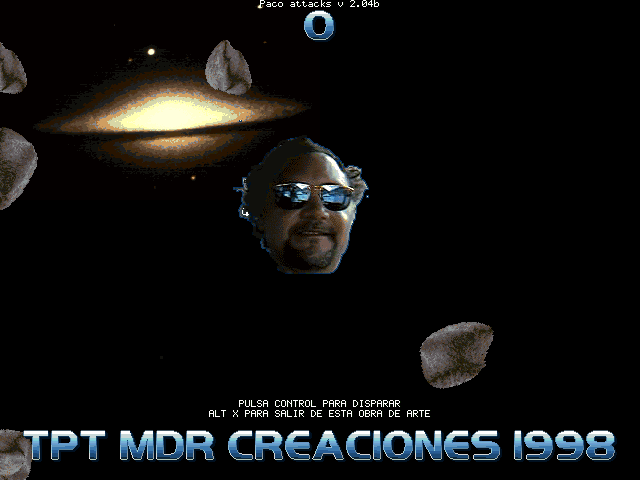 Paco attacks v 2.04b
0
PULSA CONTROL PARA DISPARAR
ALT X PARA SALIR DE ESTA OBRA DE ARTE
TPT MDR CREACIONES 1998